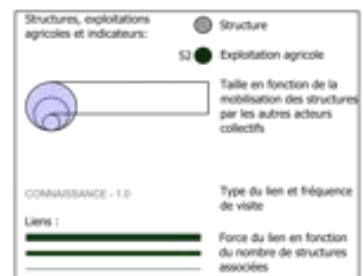 Structures, exploitations
agricoles et indicateurs:
Structure
52 Exploitation agricole
Taille en fonction de la
mobilisation des structures
par les autres acteurs
collectifs
CONNAISSANCE - 1.0
Type du lien et fréquence
de visite
Liens :
Force du lien en fonction
du nombre de structures
associées